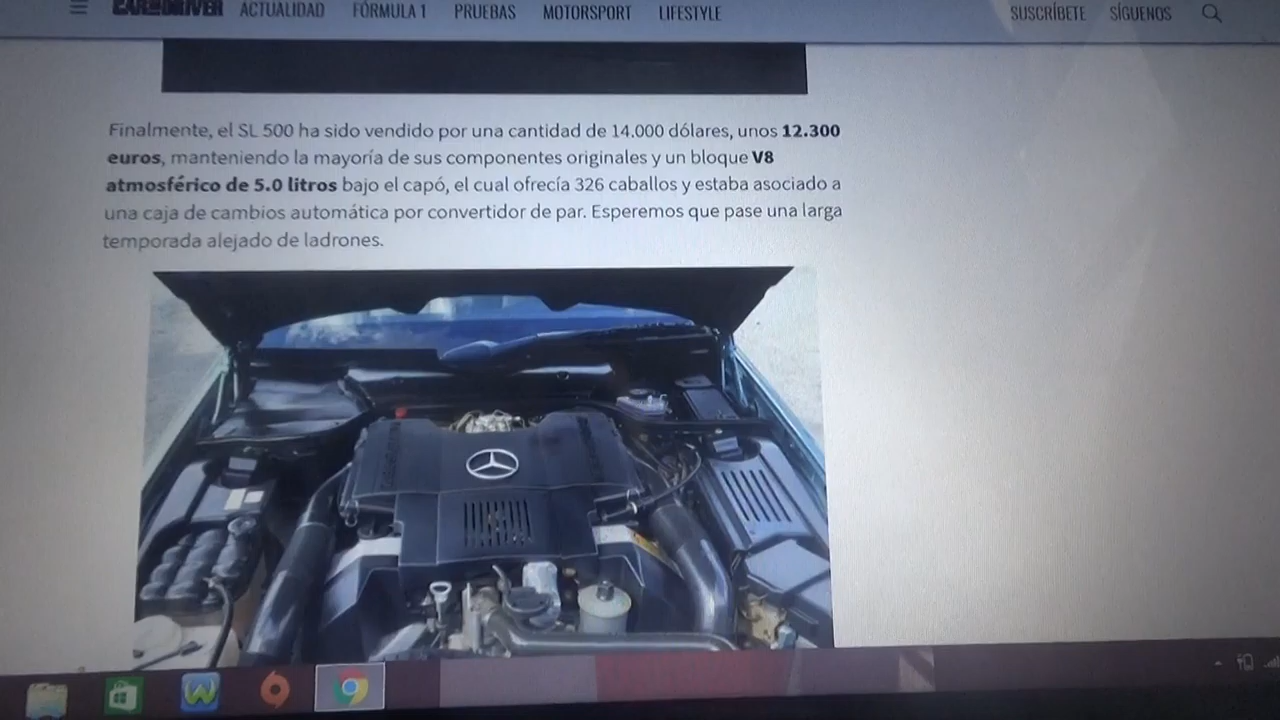 CAR AND DRIVER ACTUALIDAD FÓRMULA 1 PRUEBAS MOTORSPORT LIFESTYLE SUSCRÍBETE SÍGUENOS
Finalmente, el SL 500 ha sido vendido por una cantidad de 14.000 dólares, unos 12.300
euros, manteniendo la mayoría de sus componentes originales y un bloque V8
atmosférico de 5.0 litros bajo el capó, el cual ofrecía 326 caballos y estaba asociado a
una caja de cambios automática por convertidor de par. Esperemos que pase una larga
temporada alejado de ladrones.